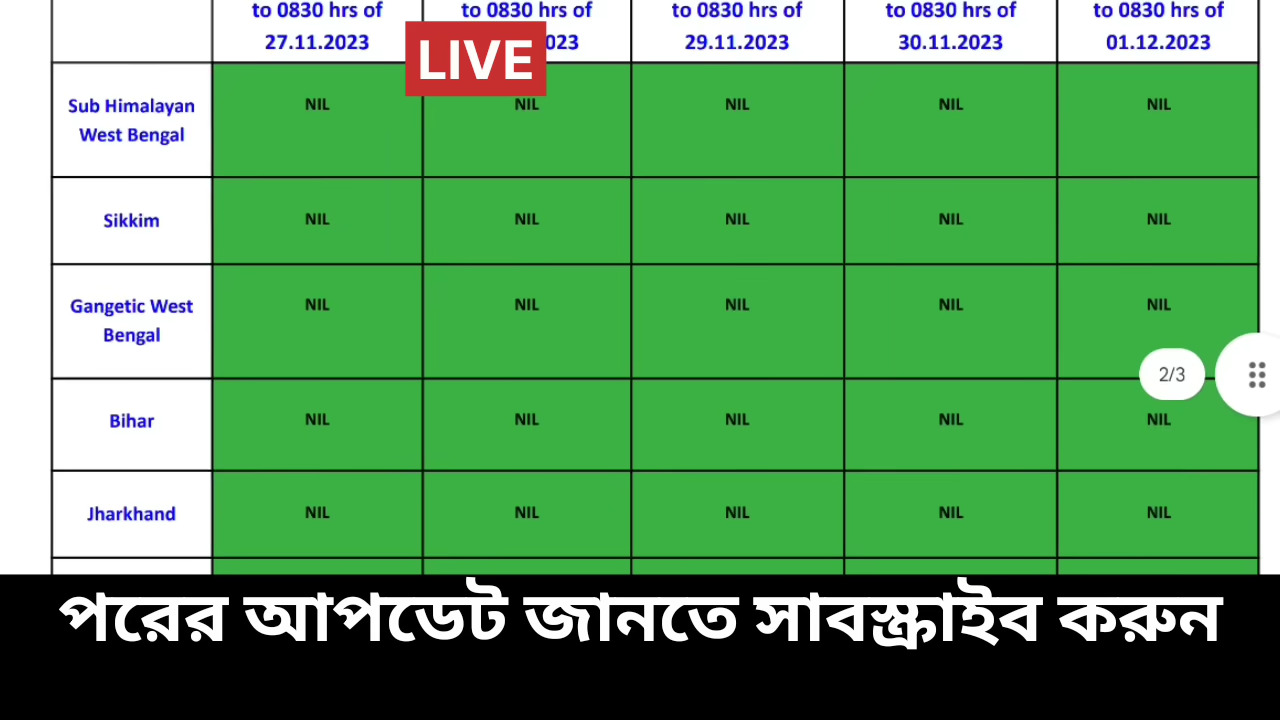 to 0830 hrs of to 0830 hrs of to 0830 hrs of to 0830 hrs of to 0830 hrs of
27.11.2023 023 29.11.2023 30.11.2023 01.12.2023
LIVE
Sub Himalayan
West Bengal
NIL NIL NIL NIL NIL
Sikkim NIL NIL NIL NIL NIL
Gangetic West
Bengal
NIL NIL NIL NIL NIL
2/3
Bihar NIL NIL NIL NIL NIL
Jharkhand NIL NIL NIL NIL NIL
পরের আপডেট জানতে সাবস্ক্রাইব করুন